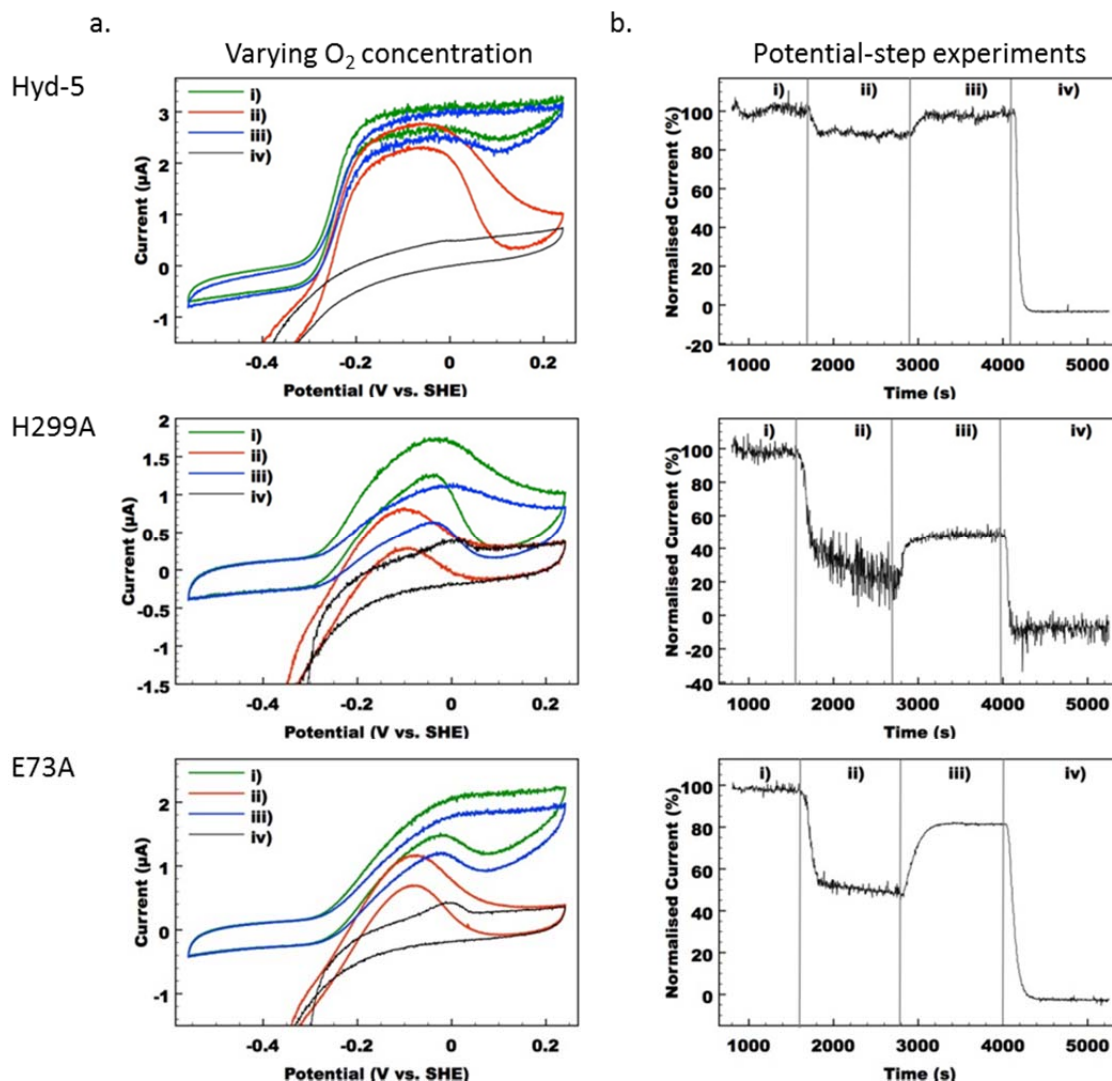 a.
b.
Varying O₂ concentration
Potential-step experiments
Hyd-5
i)
ii)
iii)
iv)
3
2
1
0
-1
Current (µA)
-0.4 -0.2 0 0.2
Potential (V vs. SHE)
i) ii) iii) iv)
100
80
60
40
20
0
-20
Normalised Current (%)
1000 2000 3000 4000 5000
Time (s)
H299A
i)
ii)
iii)
iv)
2
1.5
1
0.5
0
-0.5
-1
-1.5
Current (µA)
-0.4 -0.2 0 0.2
Potential (V vs. SHE)
i) ii) iii) iv)
100
80
60
40
20
0
-20
-40
Normalised Current (%)
1000 2000 3000 4000 5000
Time (s)
E73A
i)
ii)
iii)
iv)
2
1
0
-1
Current (µA)
-0.4 -0.2 0 0.2
Potential (V vs. SHE)
i) ii) iii) iv)
100
80
60
40
20
0
Normalised Current (%)
1000 2000 3000 4000 5000
Time (s)